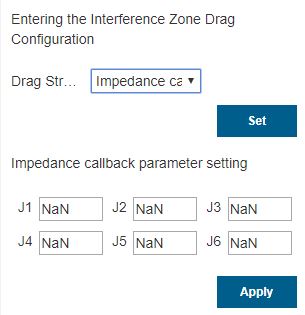 Entering the Interference Zone Drag
Configuration
Drag Str... Impedance ca
Set
Impedance callback parameter setting
J1 NaN J2 NaN J3 NaN
J4 NaN J5 NaN J6 NaN
Apply